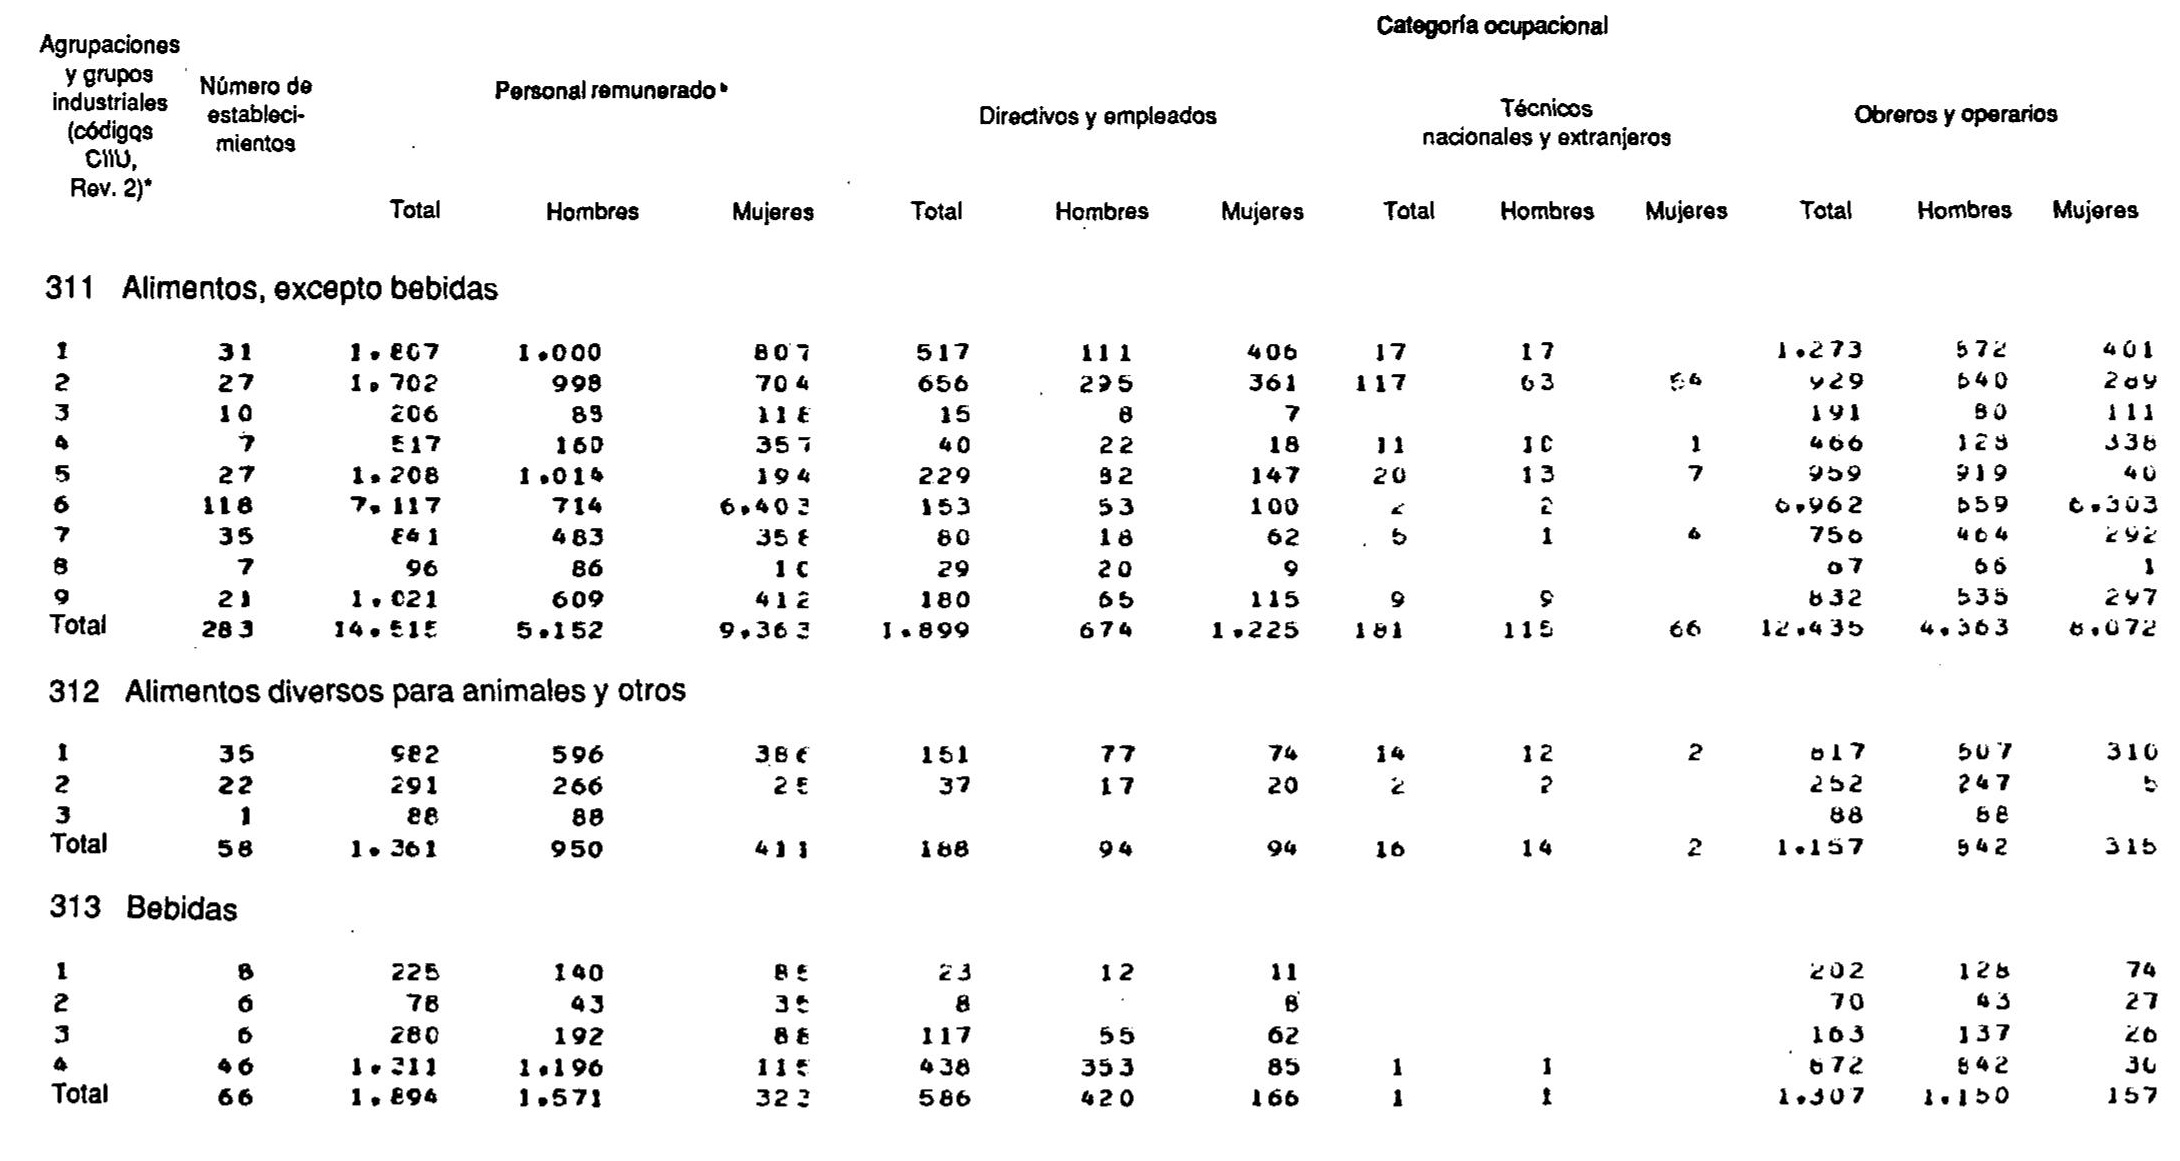 Categoría ocupacional
Agrupaciones
y grupos
industriales
(códigos
CIIU,
Rev. 2)ª
Número de
estableci-
mientos
Personal remunerado ᵇ
Directivos y empleados
Técnicos
nacionales y extranjeros
Obreros y operarios
Total Hombres Mujeres Total Hombres Mujeres Total Hombres Mujeres Total Hombres Mujeres
311 Alimentos, excepto bebidas
1 31 1.807 1.000 807 517 111 406 17 17 1.273 872 401
2 27 1.702 998 704 656 295 361 117 63 54 929 640 289
3 10 206 88 118 15 8 7 191 80 111
4 7 517 160 357 40 22 18 11 10 1 466 128 338
5 27 1.208 1.014 194 229 82 147 20 13 7 959 919 40
6 118 7.117 714 6.403 153 53 100 2 2 6.962 659 6.303
7 35 841 483 358 80 18 62 5 1 4 756 464 292
8 7 96 86 10 29 20 9 67 66 1
9 21 1.021 609 412 180 65 115 9 9 832 535 297
Total 283 14.515 5.152 9.363 1.899 674 1.225 181 115 66 12.435 4.363 8.072
312 Alimentos diversos para animales y otros
1 35 982 596 386 151 77 74 14 12 2 817 507 310
2 22 291 266 25 37 17 20 2 2 252 247 5
3 1 88 88 88 88
Total 58 1.361 950 411 188 94 94 16 14 2 1.157 842 315
313 Bebidas
1 8 225 140 85 23 12 11 202 128 74
2 6 78 43 35 8 8 70 43 27
3 6 280 192 88 117 55 62 163 137 26
4 46 1.311 1.196 115 438 353 85 1 1 872 842 30
Total 66 1.894 1.571 323 586 420 166 1 1 1.307 1.150 157